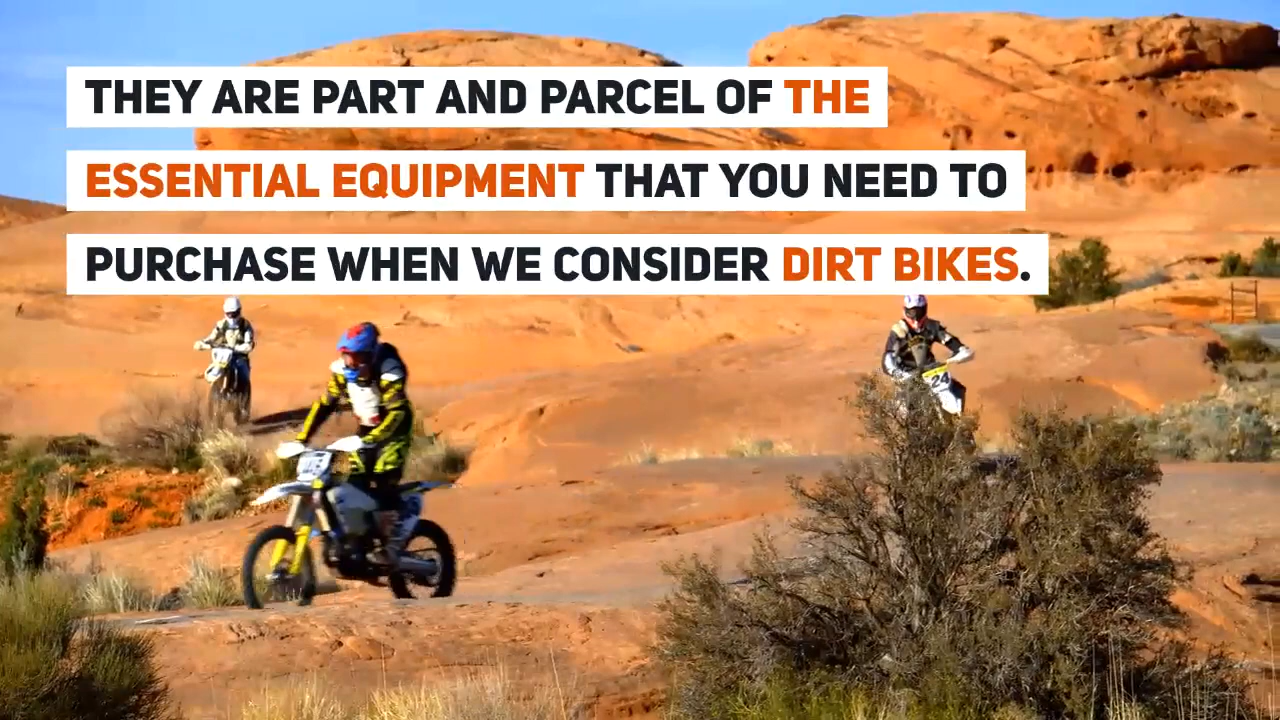 THEY ARE PART AND PARCEL OF THE
ESSENTIAL EQUIPMENT THAT YOU NEED TO
PURCHASE WHEN WE CONSIDER DIRT BIKES.
24